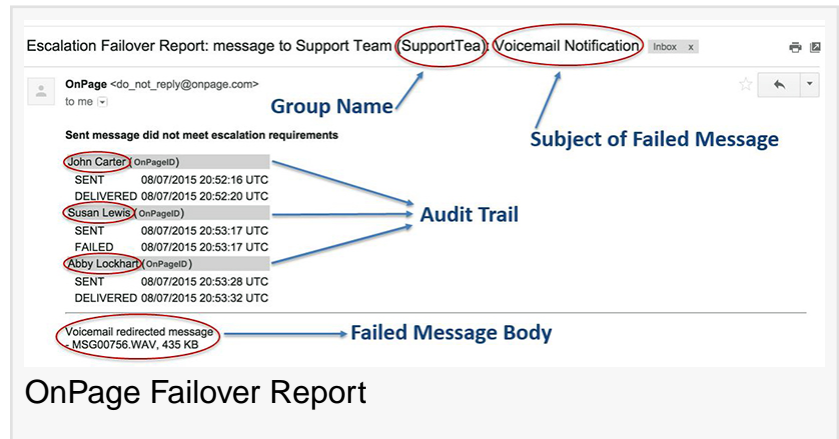 Escalation Failover Report: message to Support Team (SupportTea): Voicemail Notification Inbox x
OnPage <do_not_reply@onpage.com>
to me
Group Name
Subject of Failed Message
Sent message did not meet escalation requirements
John Carter (OnPageID)
SENT 08/07/2015 20:52:16 UTC
DELIVERED 08/07/2015 20:52:20 UTC
Susan Lewis (OnPageID)
SENT 08/07/2015 20:53:17 UTC
FAILED 08/07/2015 20:53:17 UTC
Abby Lockhart (OnPageID)
SENT 08/07/2015 20:53:28 UTC
DELIVERED 08/07/2015 20:53:32 UTC
Audit Trail
Voicemail redirected message
- MSG00756.WAV, 435 KB
Failed Message Body
OnPage Failover Report